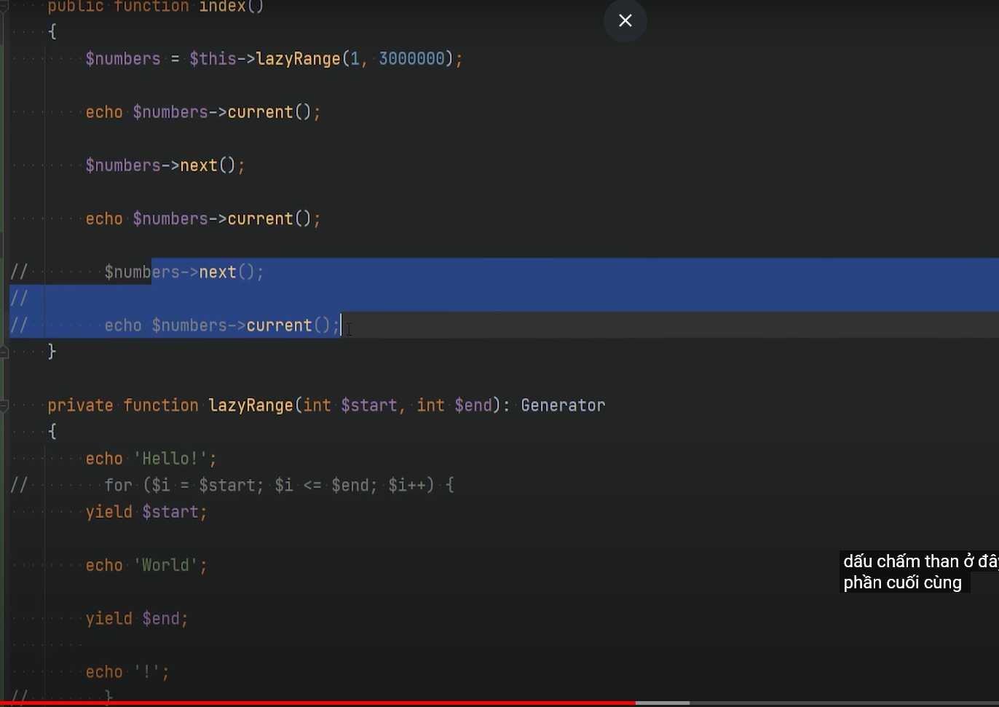 public function index()
{
$numbers = $this->lazyRange(1, 3000000);
echo $numbers->current();
$numbers->next();
echo $numbers->current();
// $numbers->next();
//
// echo $numbers->current();
}
private function lazyRange(int $start, int $end): Generator
{
echo 'Hello!';
// for ($i = $start; $i <= $end; $i++) {
yield $start;
echo 'World';
yield $end;
echo '!';
// }
dấu chấm than ở đây
phần cuối cùng